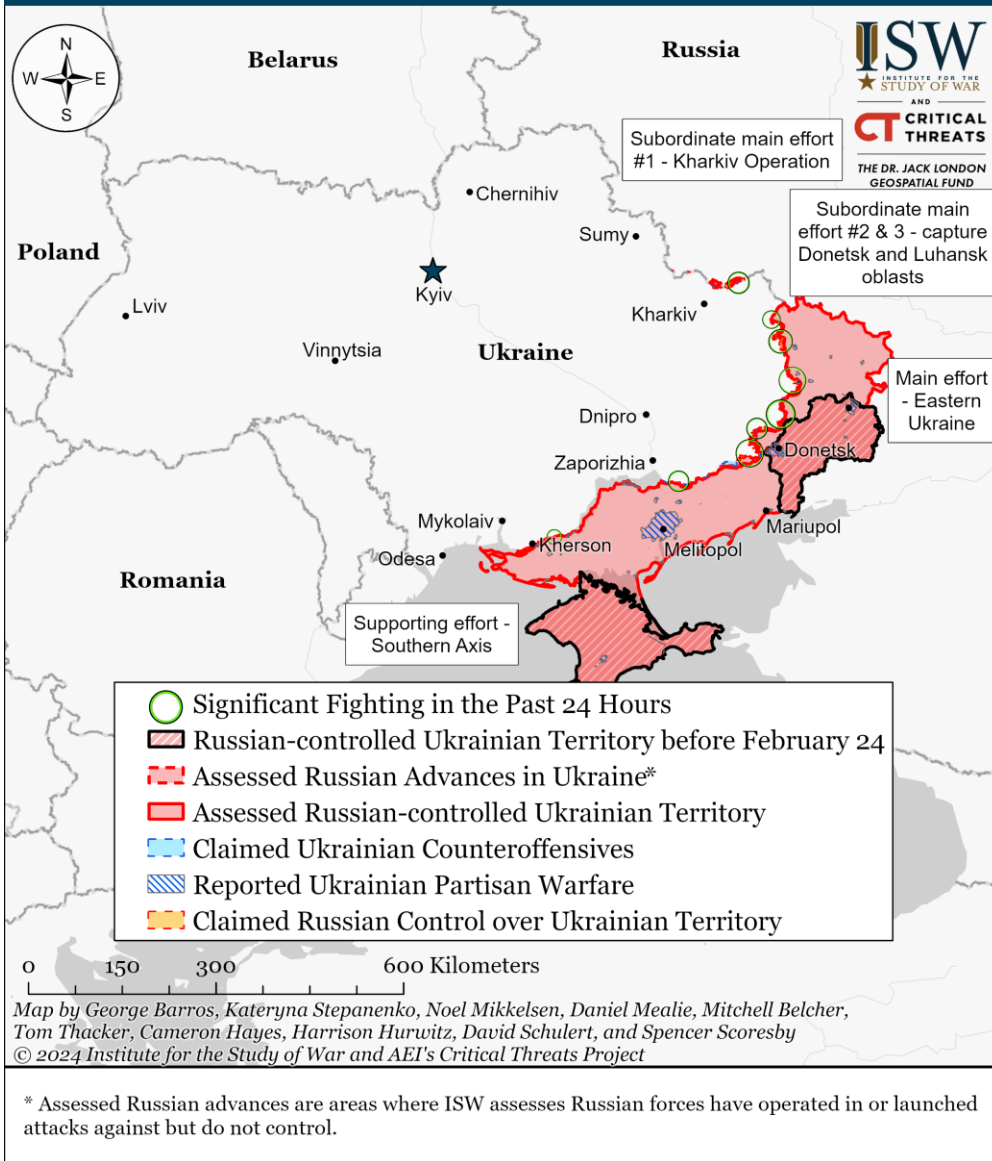 N
W E
S
Belarus
Russia
ISW
INSTITUTE FOR THE
STUDY OF WAR
AND
CT CRITICAL
THREATS
THE DR. JACK LONDON
GEOSPATIAL FUND
Subordinate main effort
#1 - Kharkiv Operation
Subordinate main
effort #2 & 3 - capture
Donetsk and Luhansk
oblasts
Chernihiv
Sumy
Poland
Kyiv
Lviv
Kharkiv
Vinnytsia
Ukraine
Main effort
- Eastern
Ukraine
Dnipro
Donetsk
Zaporizhia
Mykolaiv
Mariupol
Kherson
Odesa
Melitopol
Romania
Supporting effort -
Southern Axis
Significant Fighting in the Past 24 Hours
Russian-controlled Ukrainian Territory before February 24
Assessed Russian Advances in Ukraine*
Assessed Russian-controlled Ukrainian Territory
Claimed Ukrainian Counteroffensives
Reported Ukrainian Partisan Warfare
Claimed Russian Control over Ukrainian Territory
0 150 300 600 Kilometers
Map by George Barros, Kateryna Stepanenko, Noel Mikkelsen, Daniel Mealie, Mitchell Belcher,
Tom Thacker, Cameron Hayes, Harrison Hurwitz, David Schulert, and Spencer Scoresby
© 2024 Institute for the Study of War and AEI's Critical Threats Project
* Assessed Russian advances are areas where ISW assesses Russian forces have operated in or launched
attacks against but do not control.